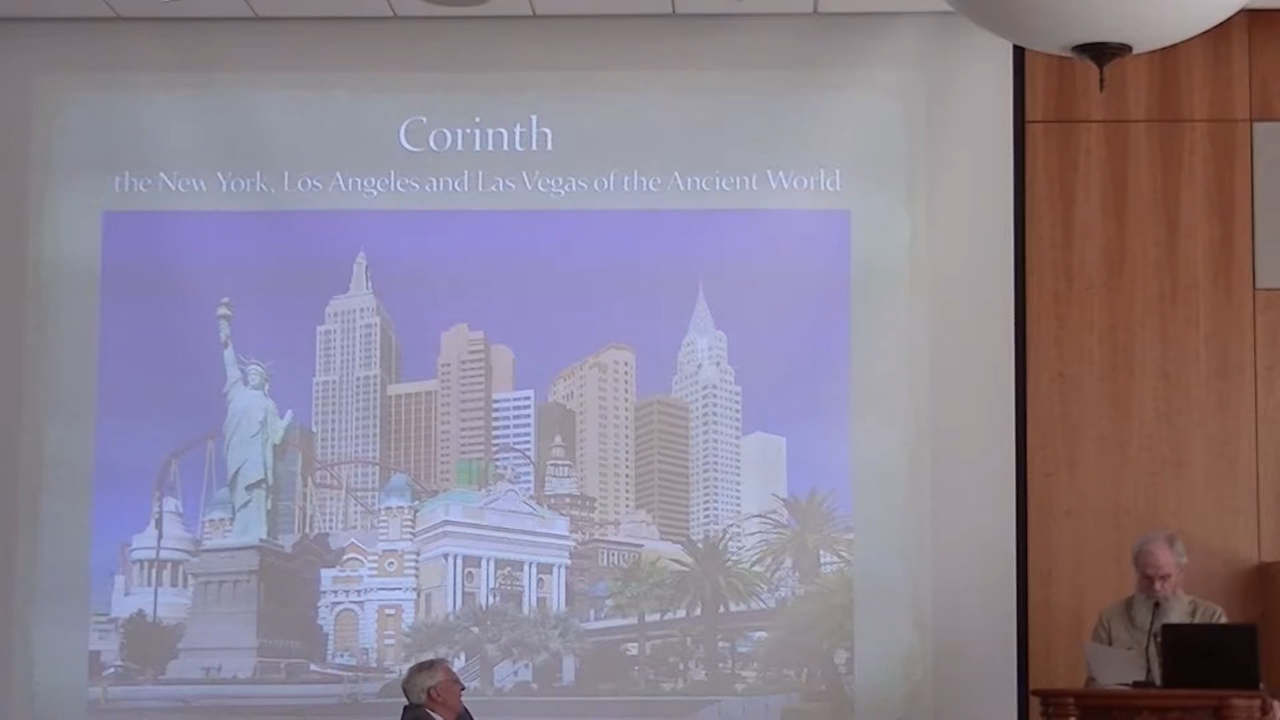 Corinth
the New York, Los Angeles and Las Vegas of the Ancient World